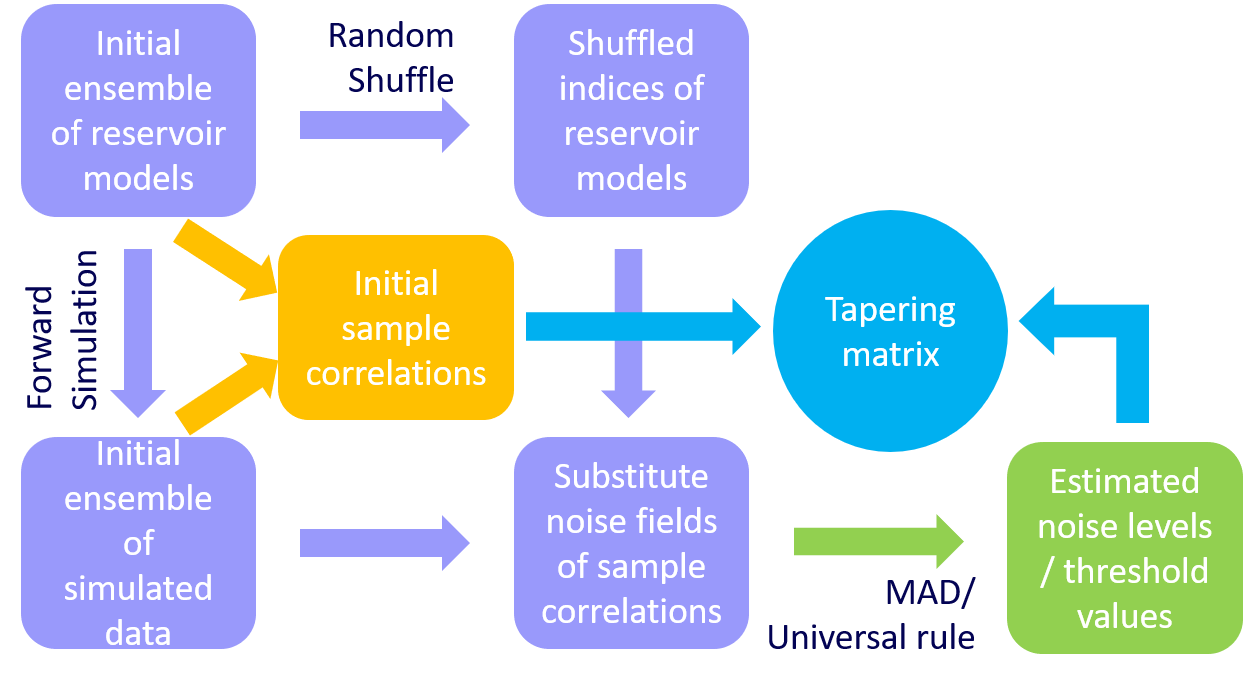 Initial
ensemble
of reservoir
models
Random
Shuffle
Shuffled
indices of
reservoir
models
Forward
Simulation
Initial
sample
correlations
Tapering
matrix
Initial
ensemble
of
simulated
data
Substitute
noise fields
of sample
correlations
MAD/
Universal rule
Estimated
noise levels
/ threshold
values